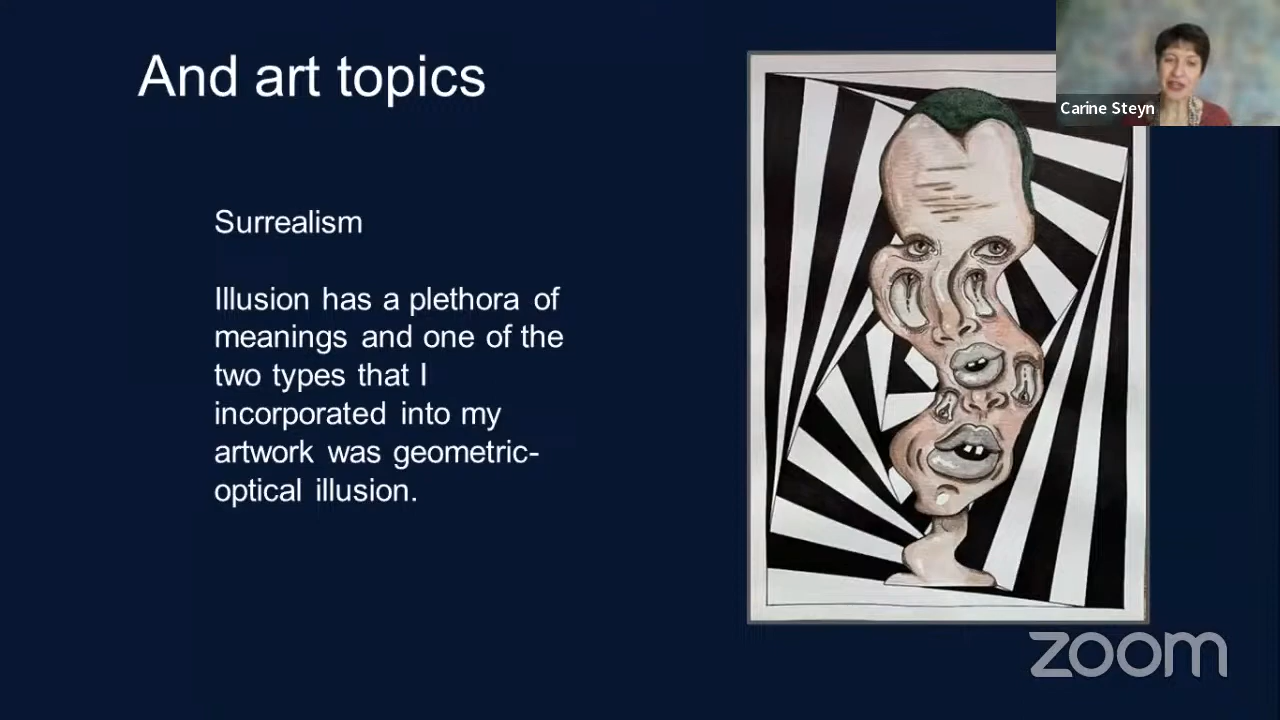 And art topics
Carine Steyn
Surrealism
Illusion has a plethora of
meanings and one of the
two types that I
incorporated into my
artwork was geometric-
optical illusion.
zoom